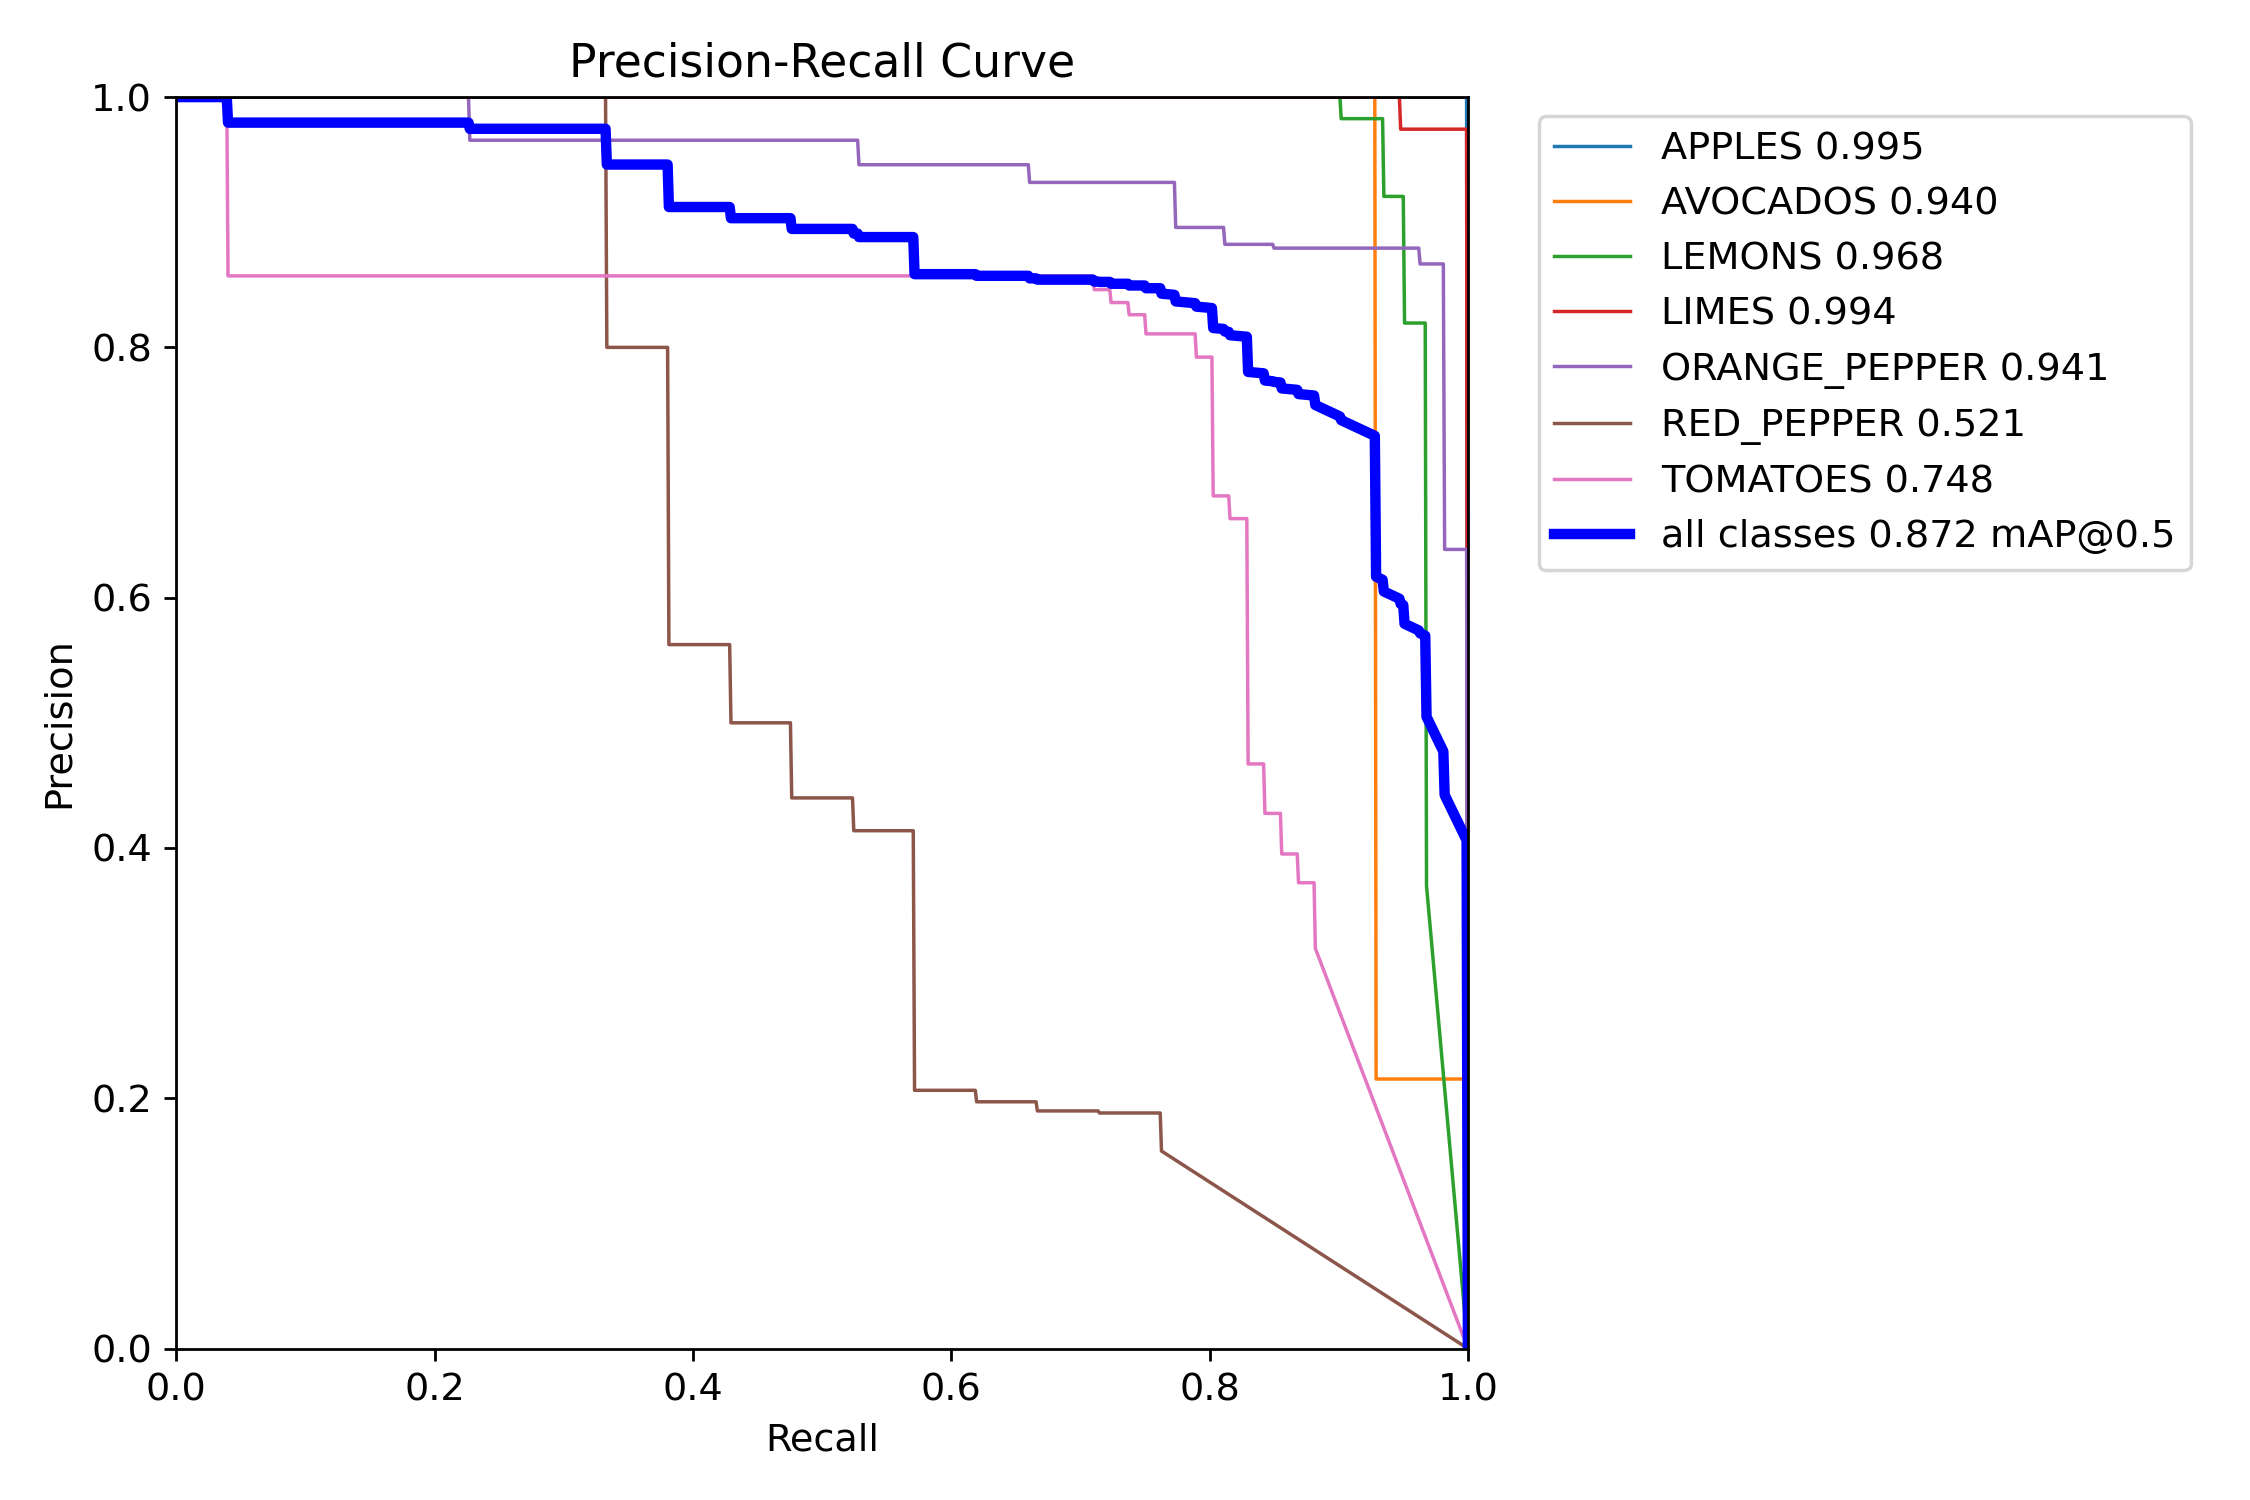 Precision-Recall Curve
1.0
0.8
0.6
0.4
0.2
0.0
Precision
0.0 0.2 0.4 0.6 0.8 1.0
Recall
APPLES 0.995
AVOCADOS 0.940
LEMONS 0.968
LIMES 0.994
ORANGE_PEPPER 0.941
RED_PEPPER 0.521
TOMATOES 0.748
all classes 0.872 mAP@0.5